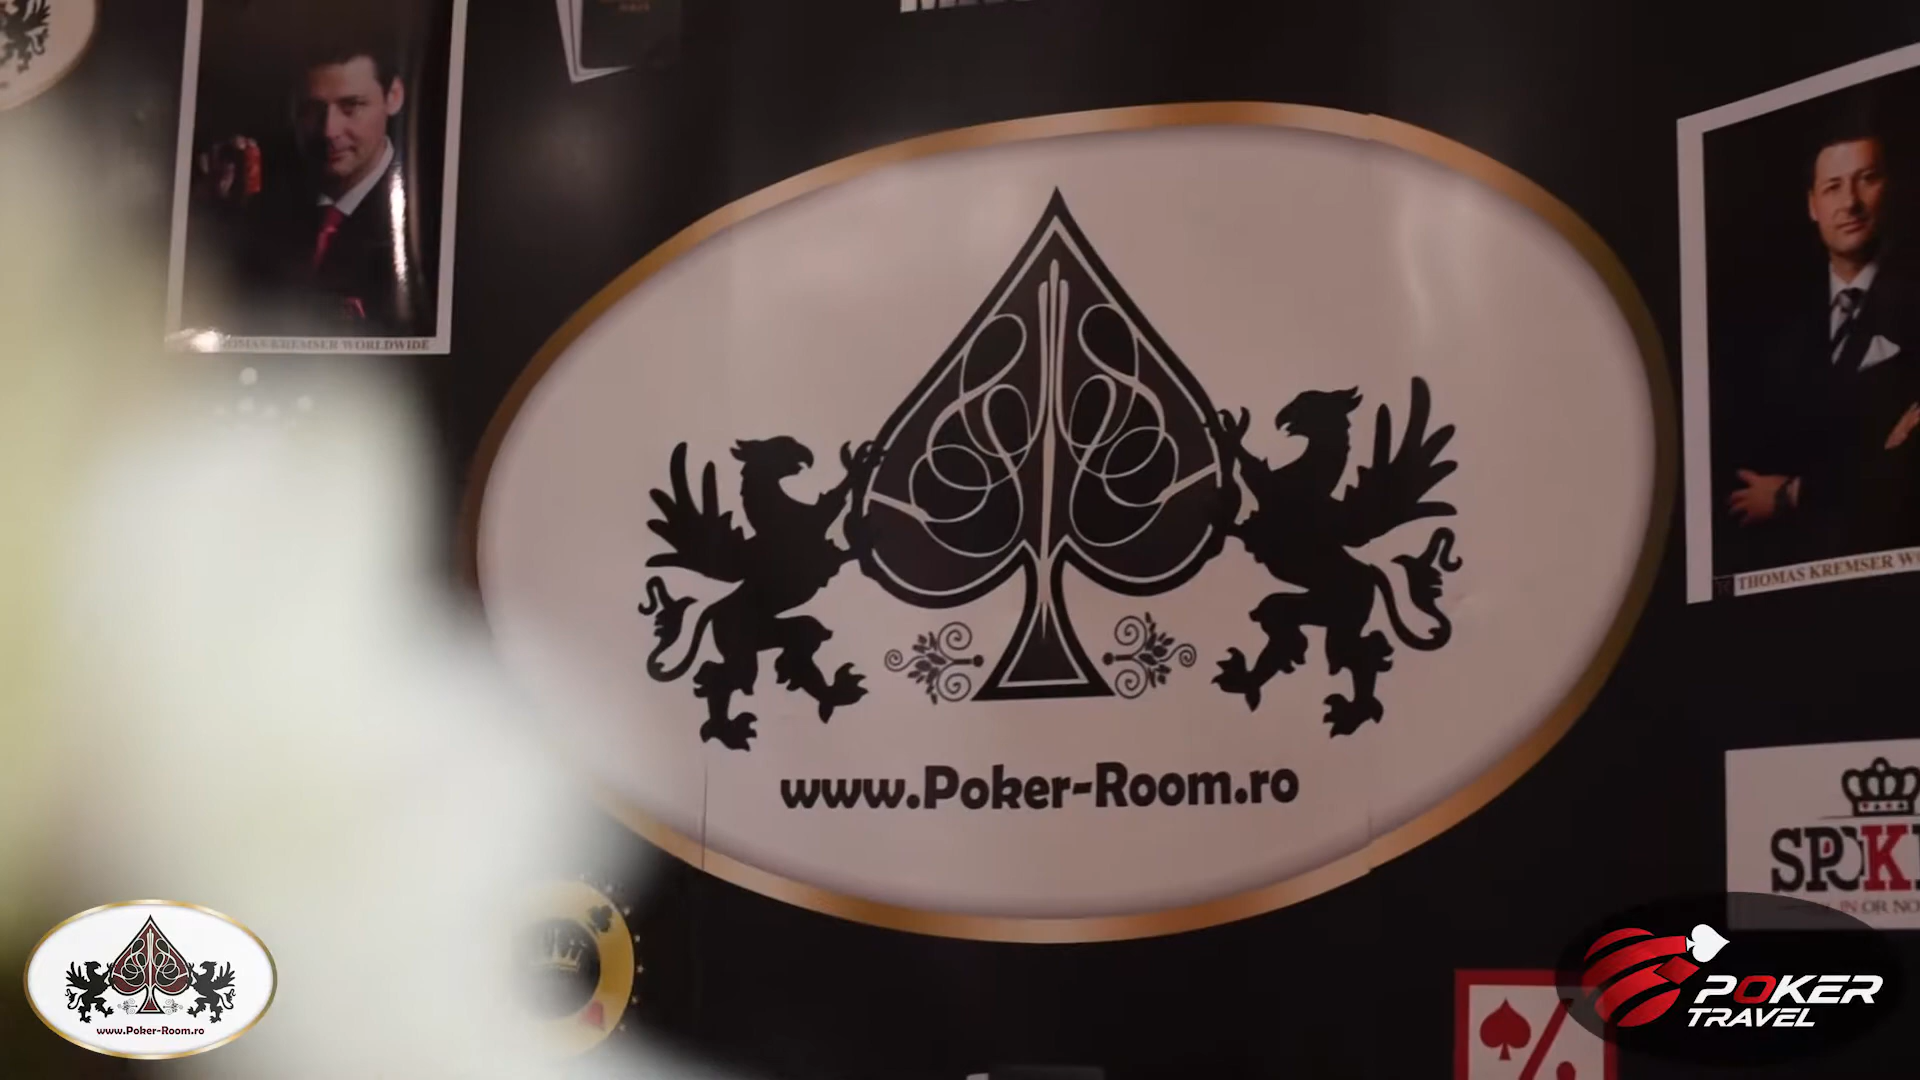 THOMAS KREMSER WORLDWIDE
www.Poker-Room.ro
THOMAS KREMSER
www.Poker-Room.ro
POKER
TRAVEL